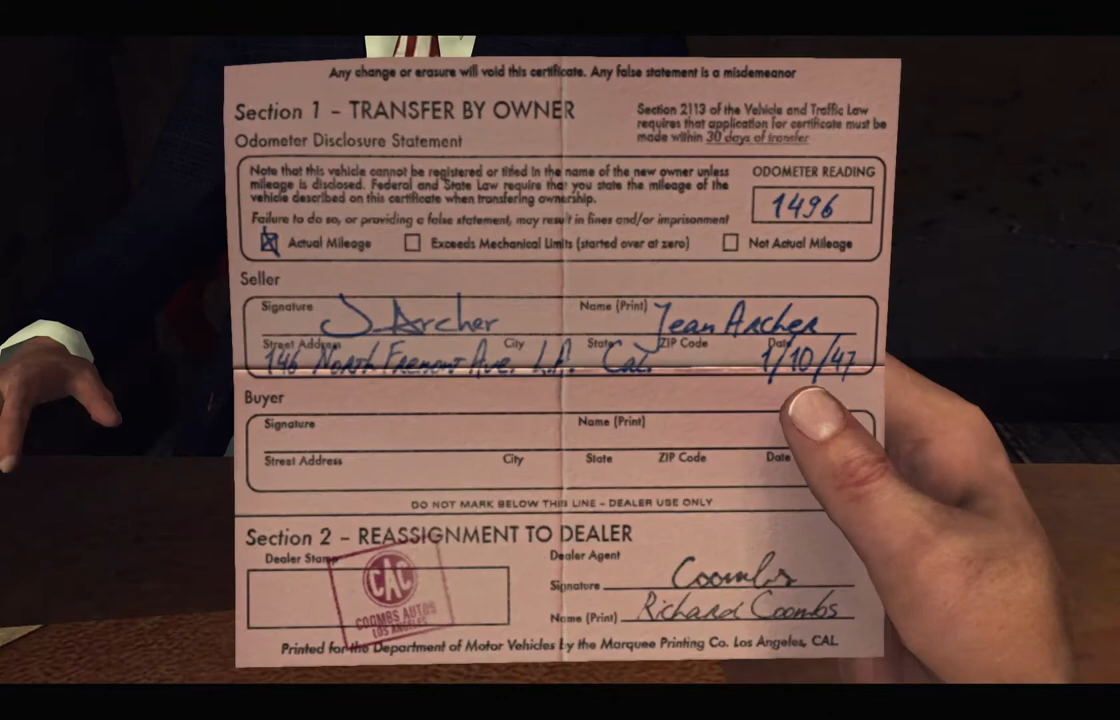 Any change or erasure will void this certificate. Any false statement is a misdemeanor
Section 1 – TRANSFER BY OWNER
Section 2113 of the Vehicle and Traffic Law
requires that application for certificate must be
made within 30 days of transfer
Odometer Disclosure Statement
Note that this vehicle cannot be registered or titled in the name of the new owner unless
mileage is disclosed. Federal and State Law require that you state the mileage of the
vehicle described on this certificate when transfering ownership.
Failure to do so, or providing a false statement, may result in fines and/or imprisonment
ODOMETER READING
1496
Actual Mileage
Exceeds Mechanical Limits (started over at zero)
Not Actual Mileage
Seller
Signature J. Archer
Name (Print) Jean Archer
Street Address City State ZIP Code Date
146 North Fremont Ave. L.A. Cal. 1/10/47
Buyer
Signature Name (Print)
Street Address City State ZIP Code Date
DO NOT MARK BELOW THIS LINE – DEALER USE ONLY
Section 2 – REASSIGNMENT TO DEALER
Dealer Stamp
CAC
COOMBS AUTOS
LOS ANGELES
Dealer Agent
Signature Coombs
Name (Print) Richard Coombs
Printed for the Department of Motor Vehicles by the Marquee Printing Co. Los Angeles, CAL